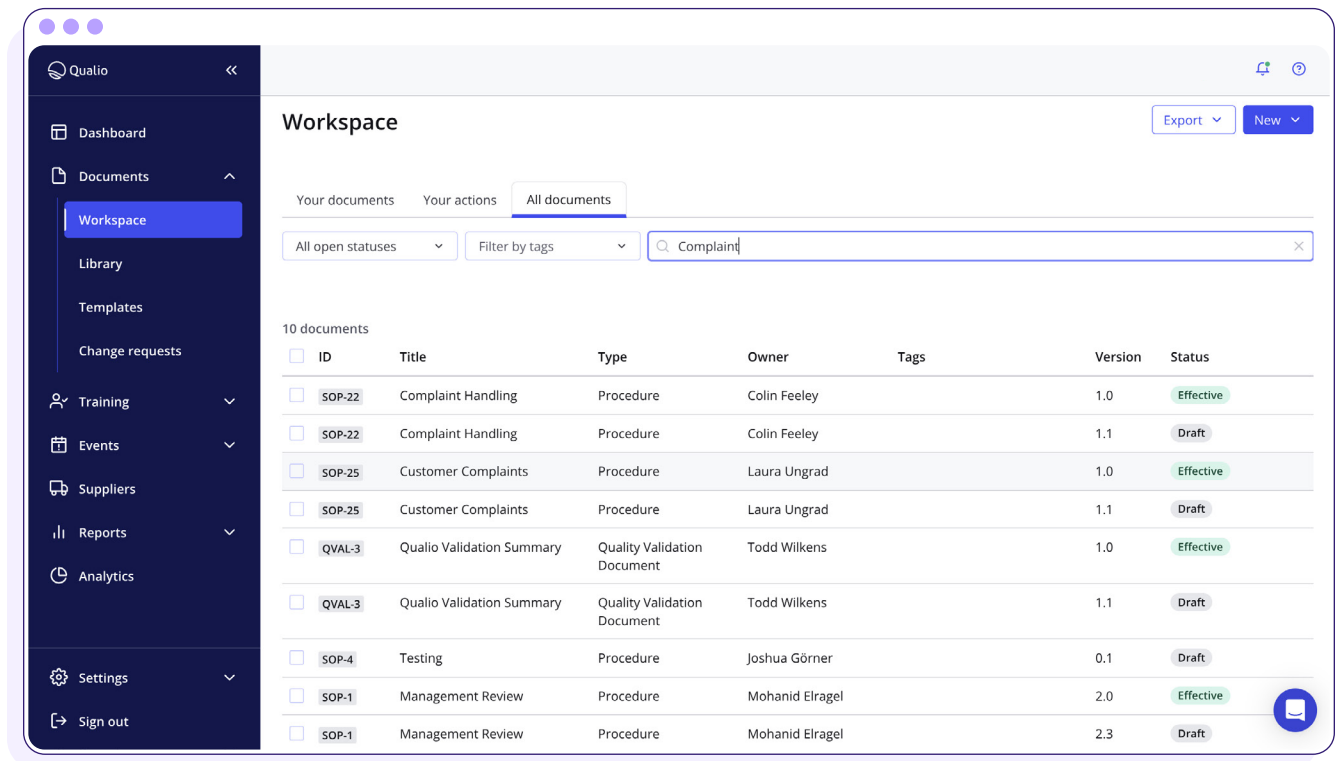 Qualio
Dashboard
Documents
Workspace
Library
Templates
Change requests
Training
Events
Suppliers
Reports
Analytics
Settings
Sign out
Workspace
Export
New
Your documents Your actions All documents
All open statuses Filter by tags Complaint
10 documents
ID Title Type Owner Tags Version Status
SOP-22 Complaint Handling Procedure Colin Feeley 1.0 Effective
SOP-22 Complaint Handling Procedure Colin Feeley 1.1 Draft
SOP-25 Customer Complaints Procedure Laura Ungrad 1.0 Effective
SOP-25 Customer Complaints Procedure Laura Ungrad 1.1 Draft
QVAL-3 Qualio Validation Summary Quality Validation Todd Wilkens 1.0 Effective
Document
QVAL-3 Qualio Validation Summary Quality Validation Todd Wilkens 1.1 Draft
Document
SOP-4 Testing Procedure Joshua Görner 0.1 Draft
SOP-1 Management Review Procedure Mohanid Elragel 2.0 Effective
SOP-1 Management Review Procedure Mohanid Elragel 2.3 Draft